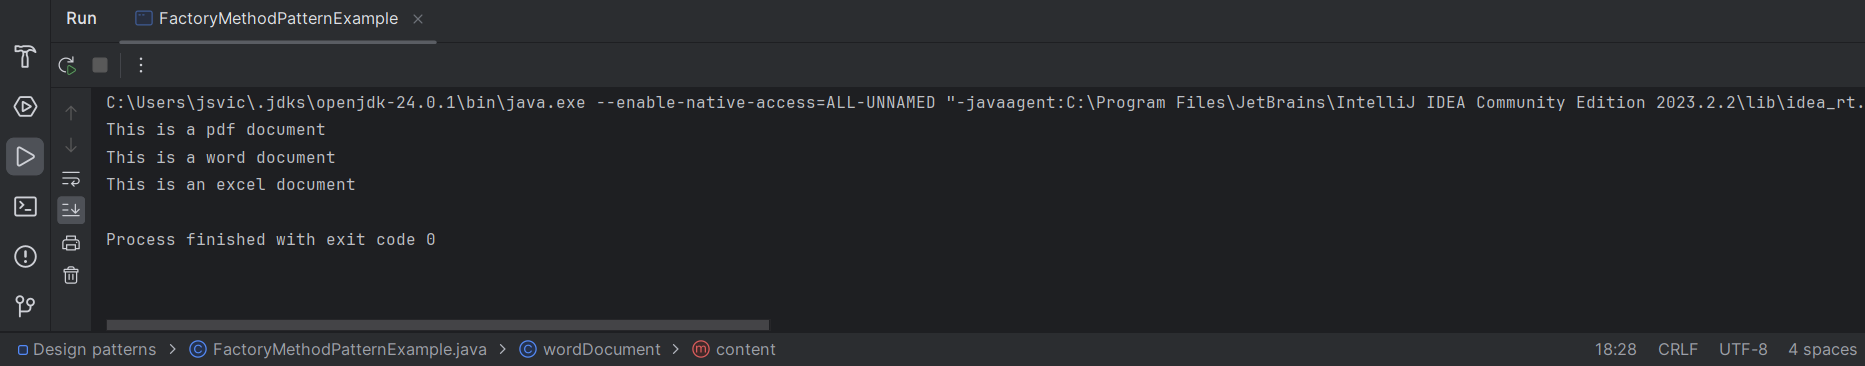 Run FactoryMethodPatternExample
C:\Users\jsvic\.jdks\openjdk-24.0.1\bin\java.exe --enable-native-access=ALL-UNNAMED "-javaagent:C:\Program Files\JetBrains\IntelliJ IDEA Community Edition 2023.2.2\lib\idea_rt.
This is a pdf document
This is a word document
This is an excel document
Process finished with exit code 0
Design patterns > FactoryMethodPatternExample.java > wordDocument > content 18:28 CRLF UTF-8 4 spaces